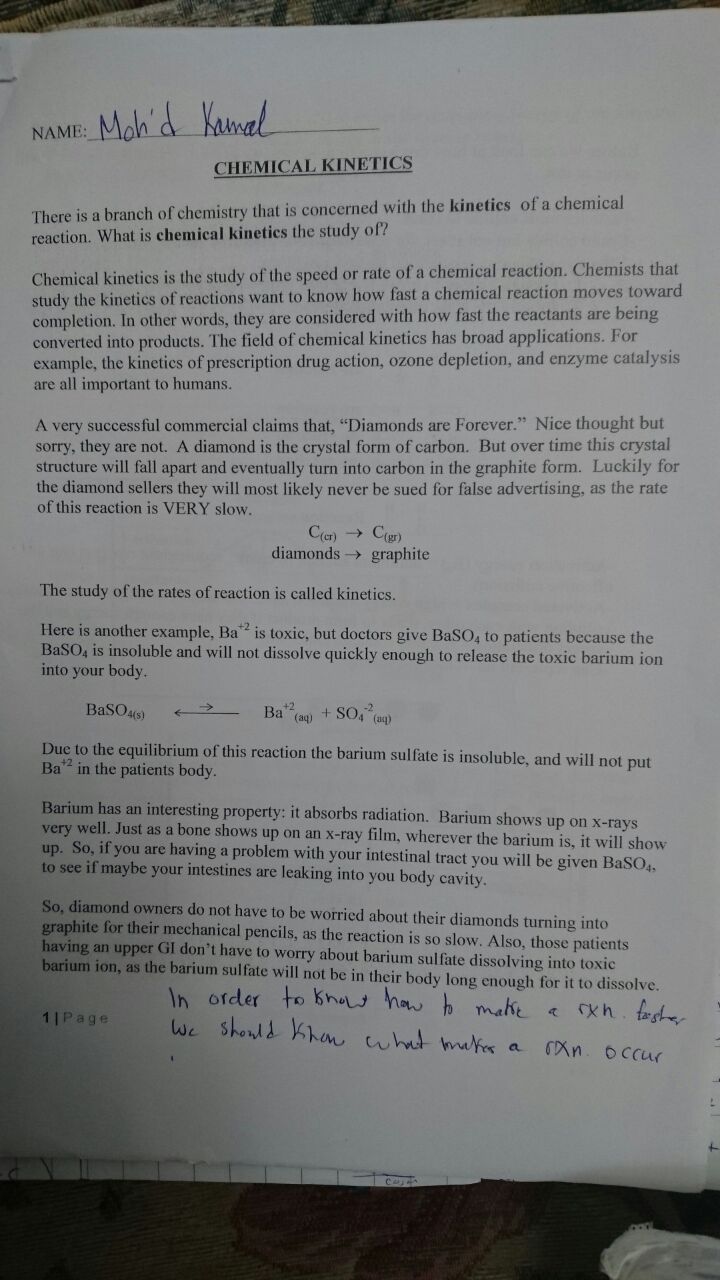 NAME: Moh'd Kamal
CHEMICAL KINETICS
There is a branch of chemistry that is concerned with the kinetics of a chemical
reaction. What is chemical kinetics the study of?
Chemical kinetics is the study of the speed or rate of a chemical reaction. Chemists that
study the kinetics of reactions want to know how fast a chemical reaction moves toward
completion. In other words, they are considered with how fast the reactants are being
converted into products. The field of chemical kinetics has broad applications. For
example, the kinetics of prescription drug action, ozone depletion, and enzyme catalysis
are all important to humans.
A very successful commercial claims that, “Diamonds are Forever.” Nice thought but
sorry, they are not. A diamond is the crystal form of carbon. But over time this crystal
structure will fall apart and eventually turn into carbon in the graphite form. Luckily for
the diamond sellers they will most likely never be sued for false advertising, as the rate
of this reaction is VERY slow.
C(cr) → C(gr)
diamonds → graphite
The study of the rates of reaction is called kinetics.
Here is another example, Ba⁺² is toxic, but doctors give BaSO₄ to patients because the
BaSO₄ is insoluble and will not dissolve quickly enough to release the toxic barium ion
into your body.
BaSO₄(s) ⇄ Ba⁺²(aq) + SO₄⁻²(aq)
Due to the equilibrium of this reaction the barium sulfate is insoluble, and will not put
Ba⁺² in the patients body.
Barium has an interesting property: it absorbs radiation. Barium shows up on x-rays
very well. Just as a bone shows up on an x-ray film, wherever the barium is, it will show
up. So, if you are having a problem with your intestinal tract you will be given BaSO₄,
to see if maybe your intestines are leaking into you body cavity.
So, diamond owners do not have to be worried about their diamonds turning into
graphite for their mechanical pencils, as the reaction is so slow. Also, those patients
having an upper GI don’t have to worry about barium sulfate dissolving into toxic
barium ion, as the barium sulfate will not be in their body long enough for it to dissolve.
In order to know how to make a rxn. faster
1 | Page
We should know what makes a rxn. occur